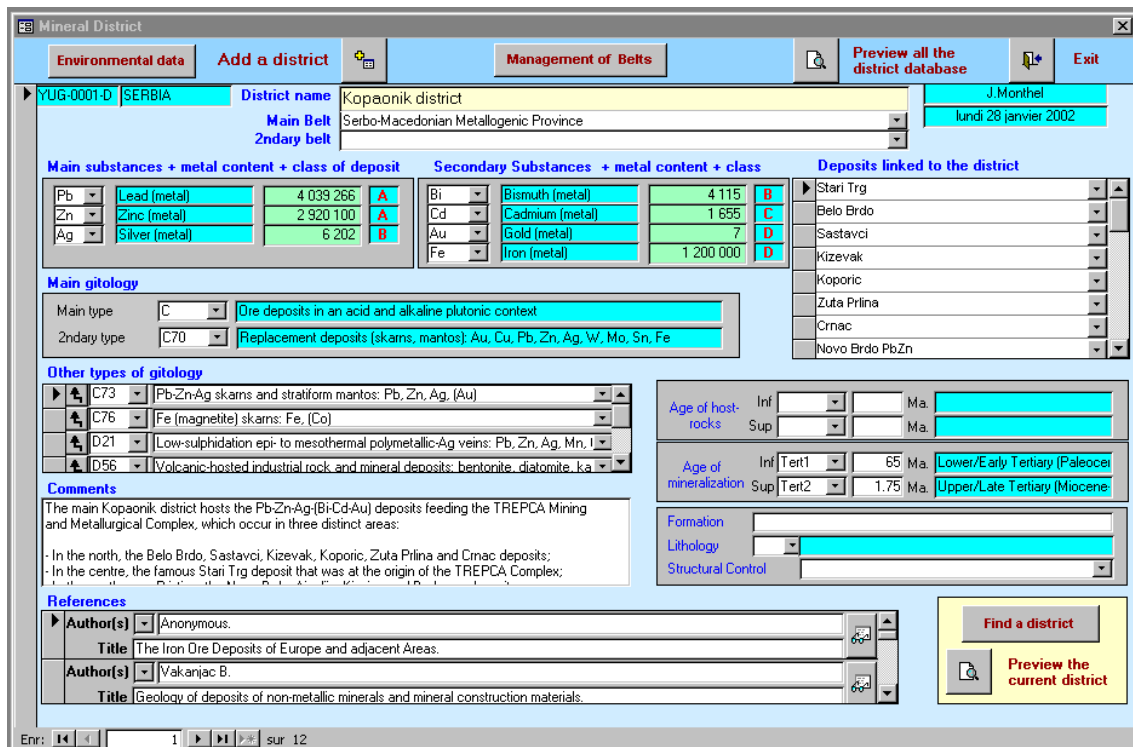 Mineral District
Environmental data
Add a district
Management of Belts
Preview all the
district database
Exit
YUG-0001-D SERBIA District name Kopaonik district
J.Monthel
Main Belt Serbo-Macedonian Metallogenic Province
lundi 28 janvier 2002
2ndary belt
Main substances + metal content + class of deposit
Pb Lead (metal) 4 039 266 A
Zn Zinc (metal) 2 920 100 A
Ag Silver (metal) 6 202 B
Secondary Substances + metal content + class
Bi Bismuth (metal) 4 115 B
Cd Cadmium (metal) 1 655 C
Au Gold (metal) 7 D
Fe Iron (metal) 1 200 000 D
Deposits linked to the district
Stari Trg
Belo Brdo
Sastavci
Kizevak
Koporic
Zuta Prlina
Crnac
Novo Brdo PbZn
Main gitology
Main type C Ore deposits in an acid and alkaline plutonic context
2ndary type C70 Replacement deposits (skarns, mantos): Au, Cu, Pb, Zn, Ag, W, Mo, Sn, Fe
Other types of gitology
C73 Pb-Zn-Ag skarns and stratiform mantos: Pb, Zn, Ag, (Au)
C76 Fe (magnetite) skarns: Fe, (Co)
D21 Low-sulphidation epi- to mesothermal polymetallic-Ag veins: Pb, Zn, Ag, Mn,
D56 Volcanic-hosted industrial rock and mineral deposits: bentonite, diatomite, ka
Age of host-
rocks
Inf Ma.
Sup Ma.
Age of
mineralization
Inf Tert1 65 Ma. Lower/Early Tertiary (Paleocer
Sup Tert2 1.75 Ma. Upper/Late Tertiary (Miocene-
Comments
The main Kopaonik district hosts the Pb-Zn-Ag-(Bi-Cd-Au) deposits feeding the TREPCA Mining
and Metallurgical Complex, which occur in three distinct areas:
- In the north, the Belo Brdo, Sastavci, Kizevak, Koporic, Zuta Prlina and Crnac deposits;
- In the centre, the famous Stari Trg deposit that was at the origin of the TREPCA Complex;
Formation
Lithology
Structural Control
References
Author(s) Anonymous.
Title The Iron Ore Deposits of Europe and adjacent Areas.
Author(s) Vakanjac B.
Title Geology of deposits of non-metallic minerals and mineral construction materials.
Find a district
Preview the
current district
Enr: 1 sur 12